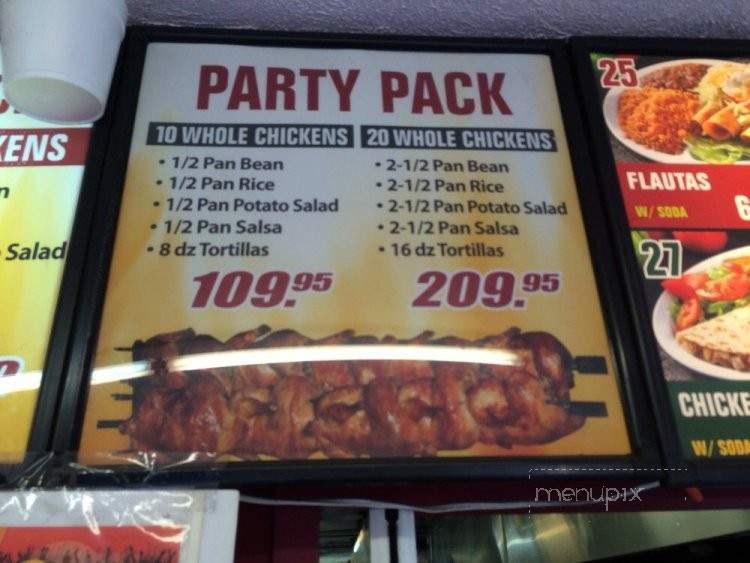 PARTY PACK
10 WHOLE CHICKENS
• 1/2 Pan Bean
• 1/2 Pan Rice
• 1/2 Pan Potato Salad
• 1/2 Pan Salsa
• 8 dz Tortillas
109.95
20 WHOLE CHICKENS
• 2-1/2 Pan Bean
• 2-1/2 Pan Rice
• 2-1/2 Pan Potato Salad
• 2-1/2 Pan Salsa
• 16 dz Tortillas
209.95
KENS
Salad
25
FLAUTAS
W/ SODA
6
27
CHICKE
W/ SODA
menupix